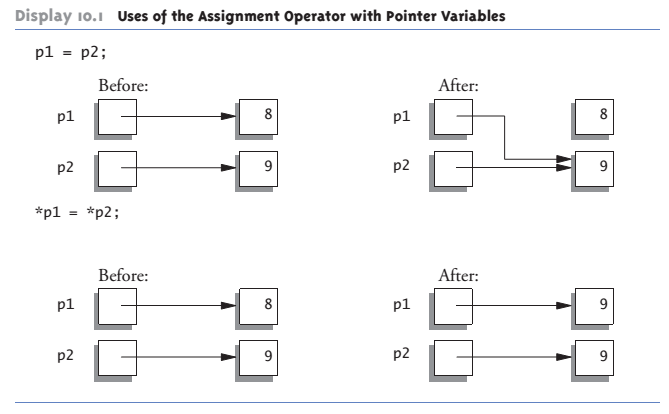 Display 10.1 Uses of the Assignment Operator with Pointer Variables
p1 = p2;
Before: After:
p1 8 p1 8
p2 9 p2 9
*p1 = *p2;
Before: After:
p1 8 p1 9
p2 9 p2 9